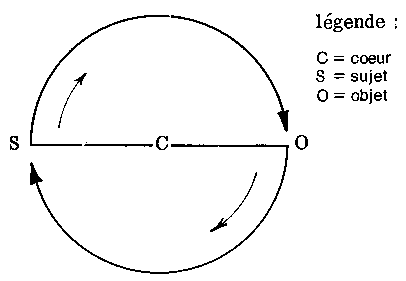 légende :
C = coeur
S = sujet
O = objet
S
C
O